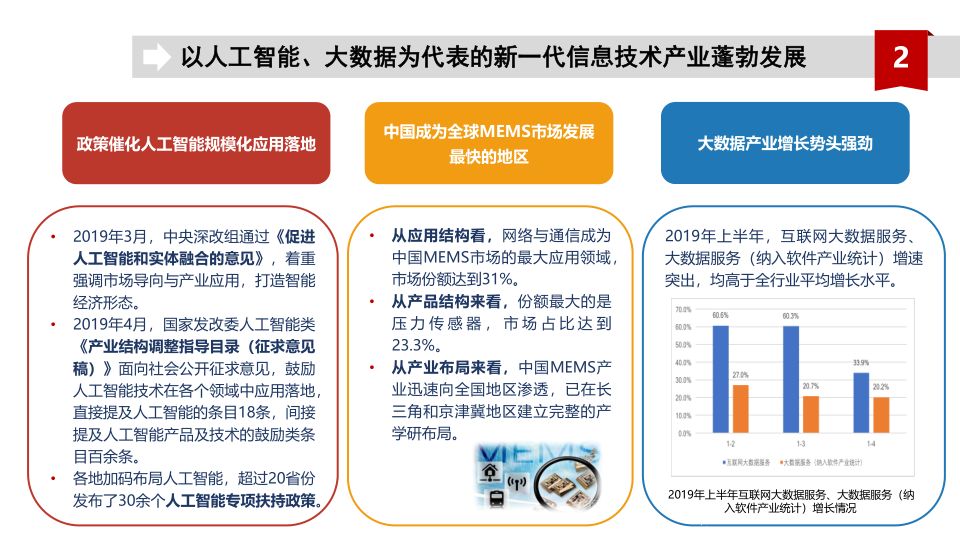 以人工智能、大数据为代表的新一代信息技术产业蓬勃发展
2
政策催化人工智能规模化应用落地
• 2019年3月，中央深改组通过《促进
人工智能和实体融合的意见》，着重
强调市场导向与产业应用，打造智能
经济形态。
• 2019年4月，国家发改委人工智能类
《产业结构调整指导目录（征求意见
稿）》面向社会公开征求意见，鼓励
人工智能技术在各个领域中应用落地，
直接提及人工智能的条目18条，间接
提及人工智能产品及技术的鼓励类条
目百余条。
• 各地加码布局人工智能，超过20省份
发布了30余个人工智能专项扶持政策。
中国成为全球MEMS市场发展
最快的地区
• 从应用结构看，网络与通信成为
中国MEMS市场的最大应用领域，
市场份额达到31%。
• 从产品结构来看，份额最大的是
压力传感器，市场占比达到
23.3%。
• 从产业布局来看，中国MEMS产
业迅速向全国地区渗透，已在长
三角和京津冀地区建立完整的产
学研布局。
MEMS
大数据产业增长势头强劲
2019年上半年，互联网大数据服务、
大数据服务（纳入软件产业统计）增速
突出，均高于全行业平均增长水平。
70.0%
60.0%
50.0%
40.0%
30.0%
20.0%
10.0%
0.0%
60.6%
27.0%
60.3%
20.7%
33.9%
20.2%
1-2
1-3
1-4
互联网大数据服务
大数据服务（纳入软件产业统计）
2019年上半年互联网大数据服务、大数据服务（纳
入软件产业统计）增长情况